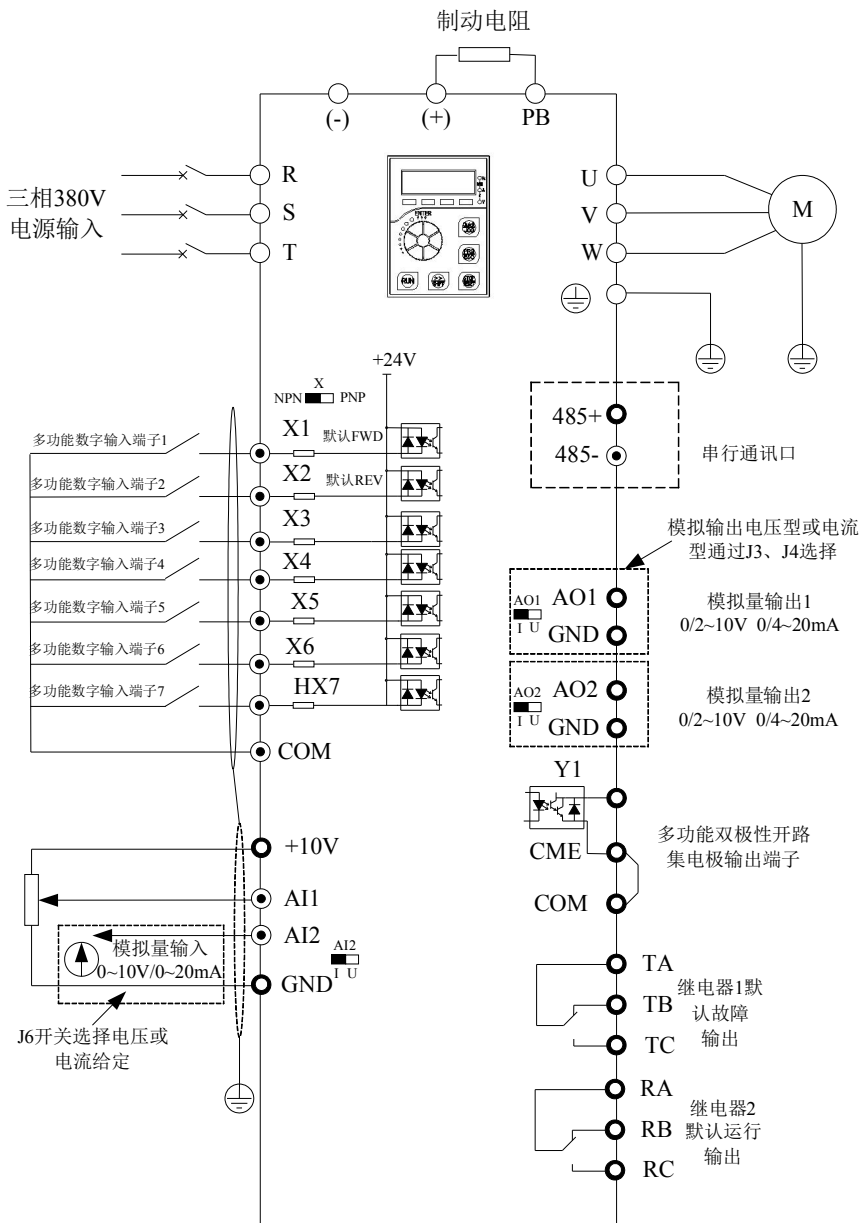 制动电阻
(-)
(+)
PB
三相380V
电源输入
R
S
T
ENTER
RUN
U
V
W
M
+24V
X
NPN
PNP
多功能数字输入端子1
X1
默认FWD
多功能数字输入端子2
X2
默认REV
多功能数字输入端子3
X3
多功能数字输入端子4
X4
多功能数字输入端子5
X5
多功能数字输入端子6
X6
多功能数字输入端子7
HX7
COM
+10V
AI1
AI2
AI2
I U
GND
模拟量输入
0~10V/0~20mA
J6开关选择电压或
电流给定
485+
485-
串行通讯口
模拟输出电压型或电流
型通过J3、J4选择
AO1
I U
AO1
GND
模拟量输出1
0/2~10V 0/4~20mA
AO2
I U
AO2
GND
模拟量输出2
0/2~10V 0/4~20mA
Y1
CME
COM
多功能双极性开路
集电极输出端子
TA
TB
TC
继电器1默
认故障
输出
RA
RB
RC
继电器2
默认运行
输出